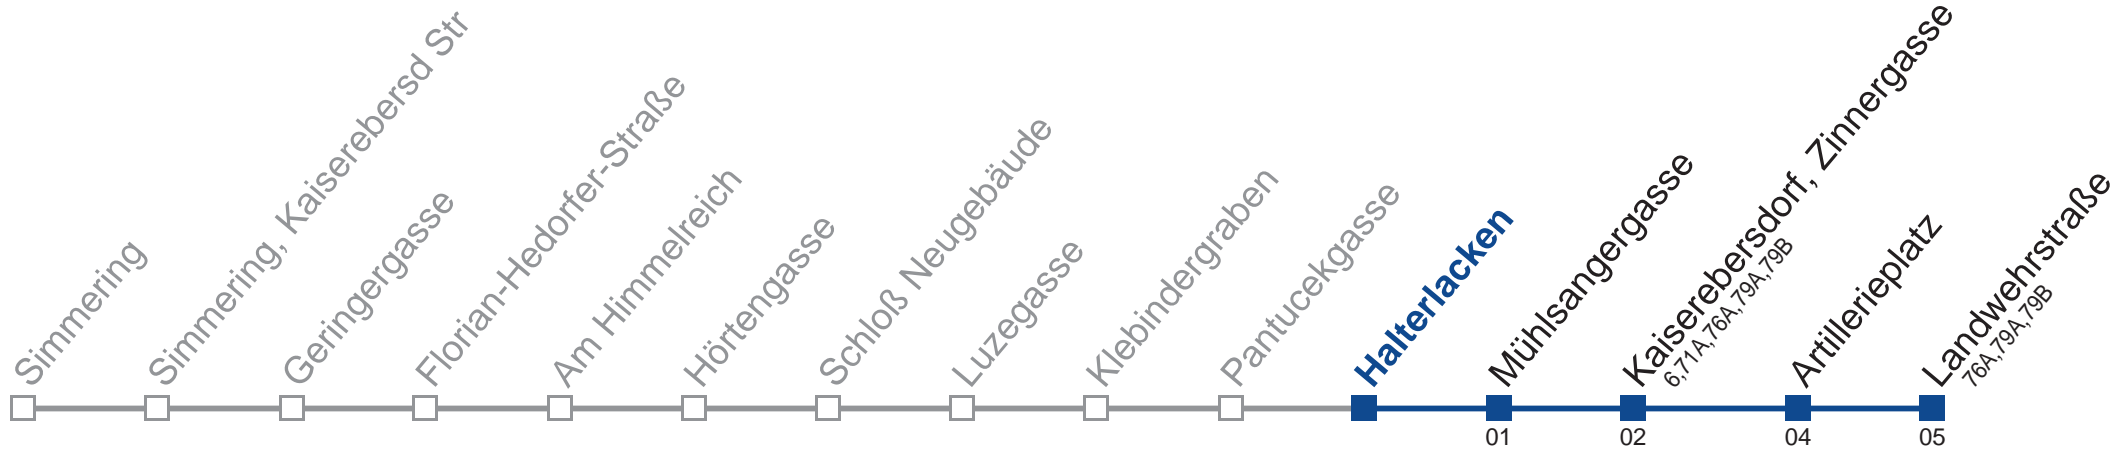 Simmering
Simmering, Kaiserebersd Str
Geringergasse
Florian-Hedorfer-Straße
Am Himmelreich
Hörtengasse
Schloß Neugebäude
Luzegasse
Klebindergraben
Pantucekgasse
Halterlacken
Mühlsangergasse
Kaiserebersdorf, Zinnergasse
6,71A,76A,79A,79B
Artillerieplatz
Landwehrstraße
76A,79A,79B
01
02
04
05